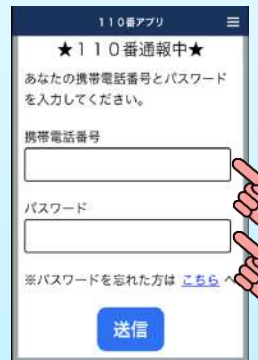 110番アプリ
★110番通報中★
あなたの携帯電話番号とパスワード
を入力してください。
携帯電話番号
パスワード
※パスワードを忘れた方は こちら へ
送信